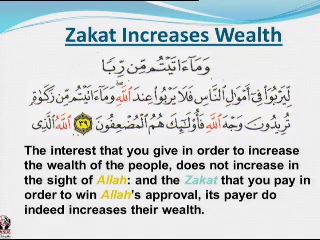 Zakat Increases Wealth
وَمَآ ءَاتَيْتُم مِّن رِّبًا
لِّيَرْبُوَا۟ فِىٓ أَمْوَٰلِ ٱلنَّاسِ فَلَا يَرْبُوا۟ عِندَ ٱللَّهِ وَمَآ ءَاتَيْتُم مِّن زَكَوٰةٍ
تُرِيدُونَ وَجْهَ ٱللَّهِ فَأُو۟لَٰٓئِكَ هُمُ ٱلْمُضْعِفُونَ ٣٩ ٱللَّهُ ٱلَّذِى
The interest that you give in order to increase
the wealth of the people, does not increase in
the sight of Allah: and the Zakat that you pay in
order to win Allah's approval, its payer do
indeed increases their wealth.